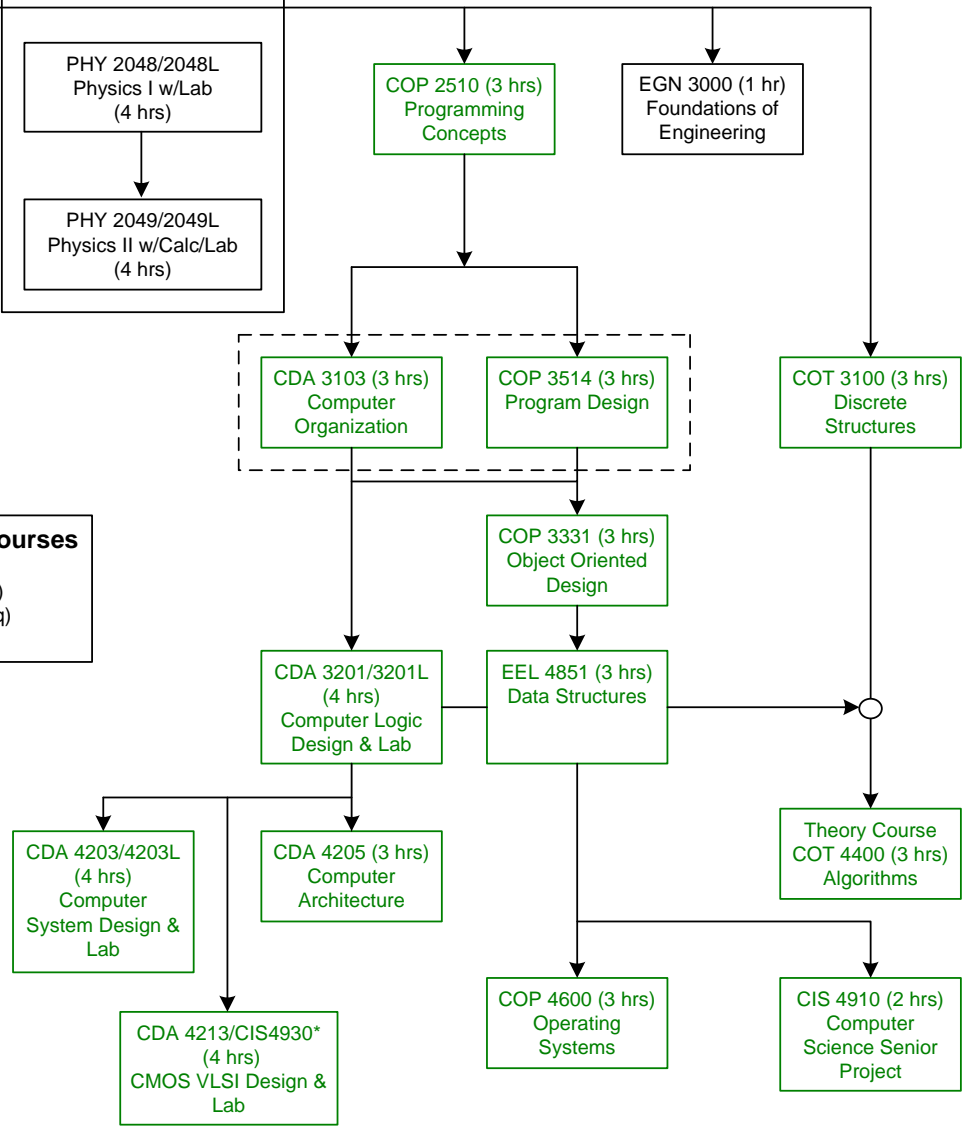 PHY 2048/2048L
Physics I w/Lab
(4 hrs)
COP 2510 (3 hrs)
Programming
Concepts
EGN 3000 (1 hr)
Foundations of
Engineering
PHY 2049/2049L
Physics II w/Calc/Lab
(4 hrs)
CDA 3103 (3 hrs)
Computer
Organization
COP 3514 (3 hrs)
Program Design
COT 3100 (3 hrs)
Discrete
Structures
COP 3331 (3 hrs)
Object Oriented
Design
CDA 3201/3201L
(4 hrs)
Computer Logic
Design & Lab
EEL 4851 (3 hrs)
Data Structures
CDA 4203/4203L
(4 hrs)
Computer
System Design &
Lab
CDA 4205 (3 hrs)
Computer
Architecture
Theory Course
COT 4400 (3 hrs)
Algorithms
CDA 4213/CIS4930*
(4 hrs)
CMOS VLSI Design &
Lab
COP 4600 (3 hrs)
Operating
Systems
CIS 4910 (2 hrs)
Computer
Science Senior
Project